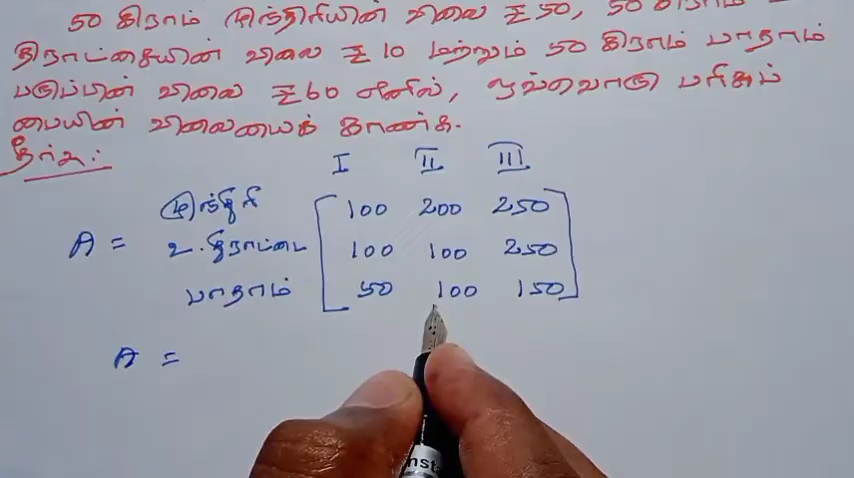 50 கிராம் முந்திரியின் விலை ₹50, 50 கிராம்
திராட்சையின் விலை ₹10 மற்றும் 50 கிராம் பாதாம்
பருப்பின் விலை ₹60 எனில், ஒவ்வொரு பரிசுப்
பையின் விலையைக் காண்க.
தீர்வு:
I II III
முந்திரி 100 200 250
A = உ.திராட்சை 100 100 250
பாதாம் 50 100 150
A =
inst